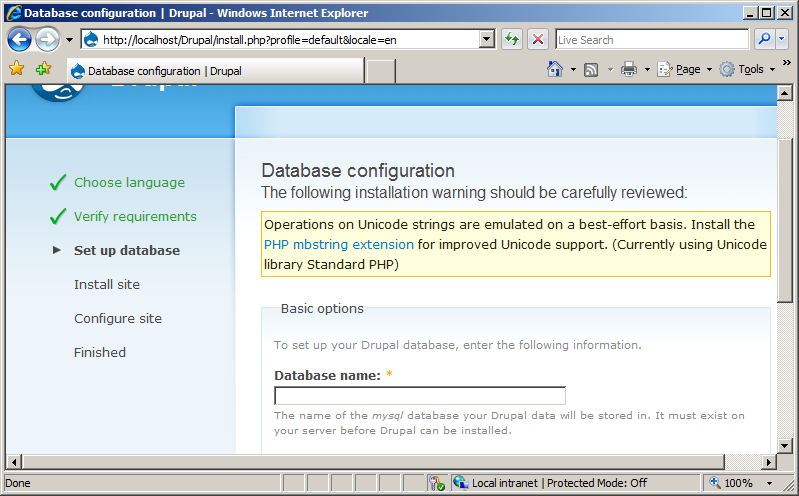 Database configuration | Drupal - Windows Internet Explorer
http://localhost/Drupal/install.php?profile=default&locale=en
Live Search
Database configuration | Drupal
Page
Tools
Drupal
Choose language
Verify requirements
Set up database
Install site
Configure site
Finished
Database configuration
The following installation warning should be carefully reviewed:
Operations on Unicode strings are emulated on a best-effort basis. Install the
PHP mbstring extension for improved Unicode support. (Currently using Unicode
library Standard PHP)
Basic options
To set up your Drupal database, enter the following information.
Database name: *
The name of the mysql database your Drupal data will be stored in. It must exist on
your server before Drupal can be installed.
Done
Local intranet | Protected Mode: Off
100%